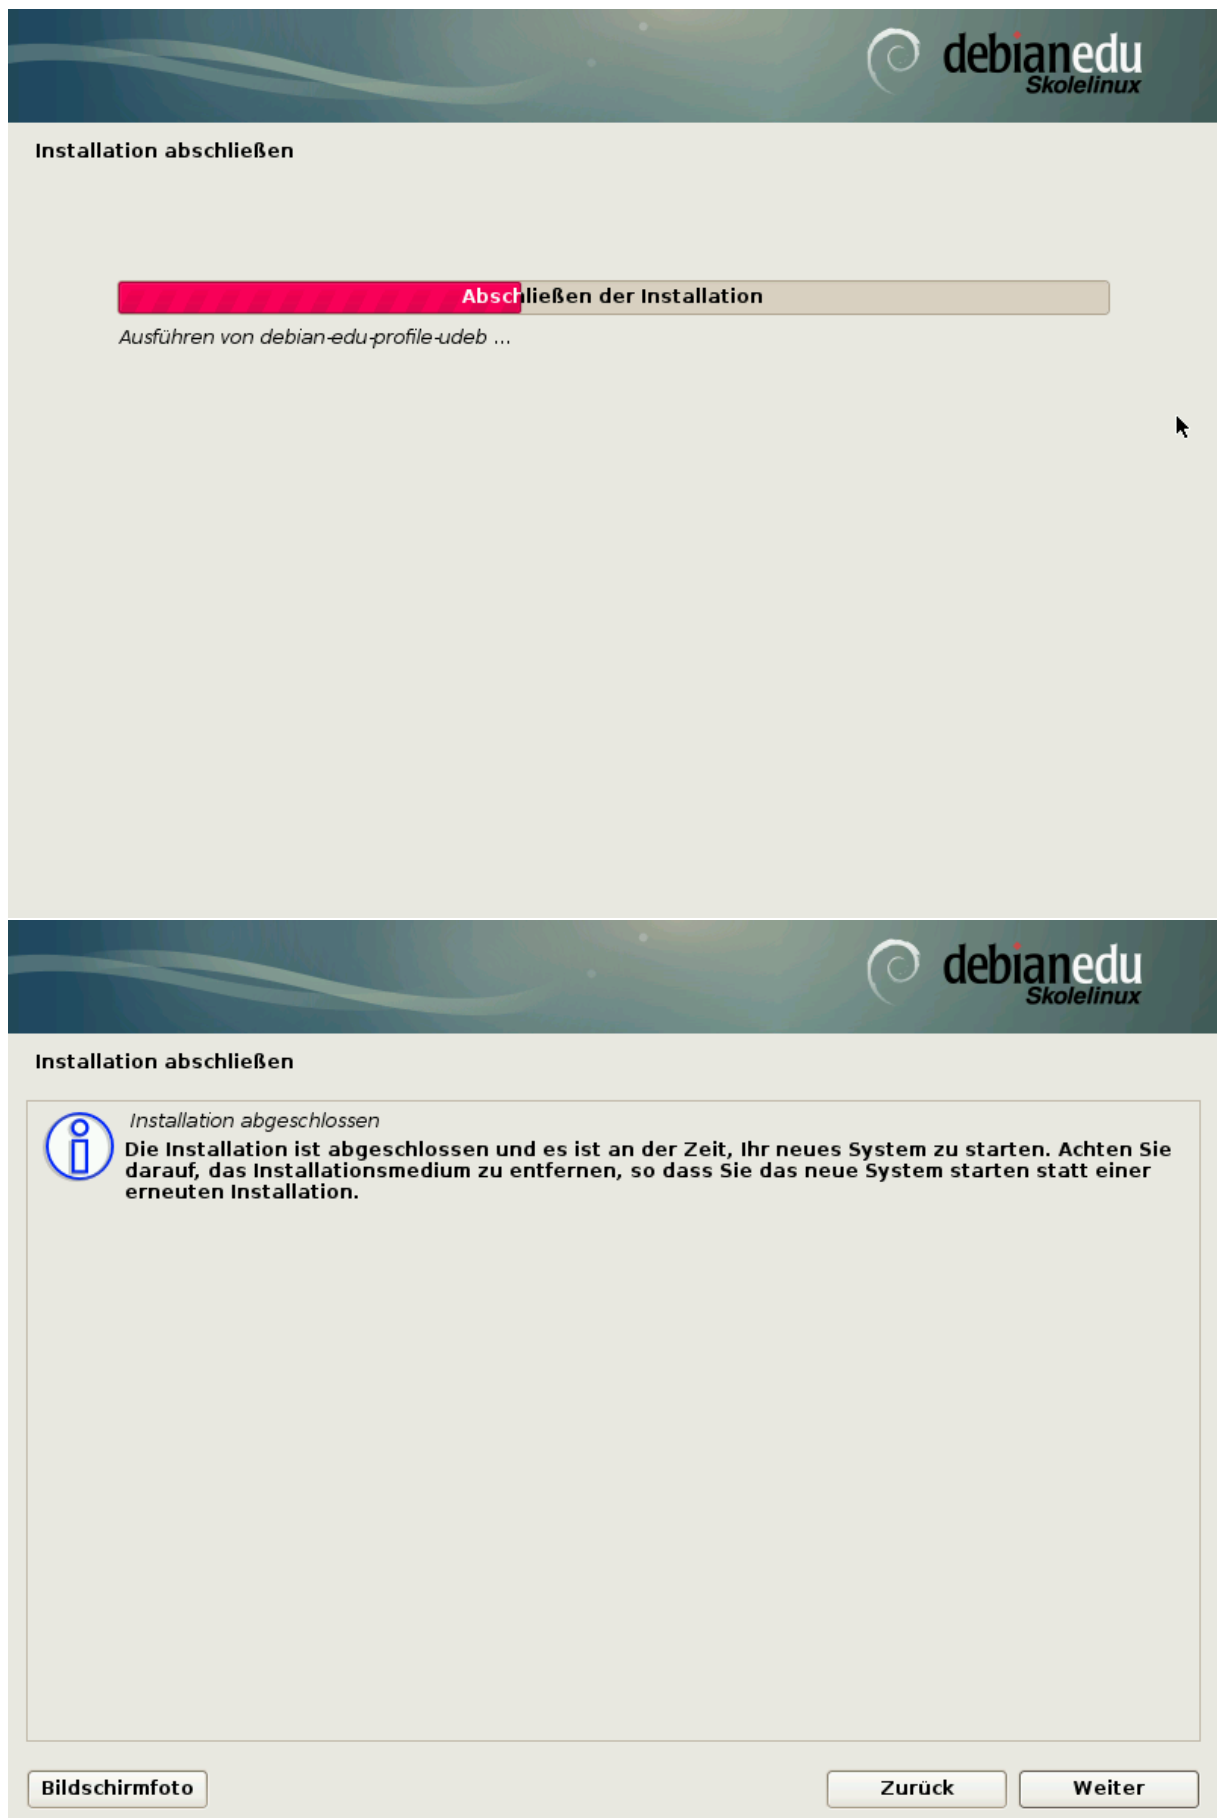 debianedu
Skolelinux
Installation abschließen
Abschließen der Installation
Ausführen von debian-edu-profile-udeb ...
debianedu
Skolelinux
Installation abschließen
Installation abgeschlossen
Die Installation ist abgeschlossen und es ist an der Zeit, Ihr neues System zu starten. Achten Sie
darauf, das Installationsmedium zu entfernen, so dass Sie das neue System starten statt einer
erneuten Installation.
Bildschirmfoto
Zurück
Weiter